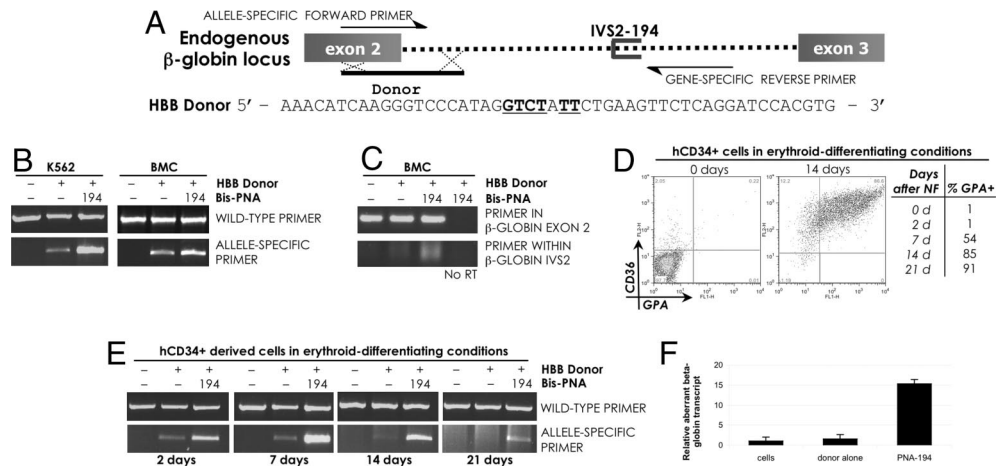 A
ALLELE-SPECIFIC FORWARD PRIMER
Endogenous
β-globin locus
exon 2
IVS2-194
exon 3
GENE-SPECIFIC REVERSE PRIMER
Donor
HBB Donor 5′ – AAACATCAAGGGTCCCATAGGTCTATTCTGAAGTTCTCAGGATCCACGTG – 3′
B
K562
BMC
– + +
– + +
HBB Donor
– – 194
– – 194
Bis-PNA
WILD-TYPE PRIMER
ALLELE-SPECIFIC
PRIMER
C
BMC
– + + +
HBB Donor
– – 194 194
Bis-PNA
PRIMER IN
β-GLOBIN EXON 2
PRIMER WITHIN
β-GLOBIN IVS2
No RT
D
hCD34+ cells in erythroid-differentiating conditions
0 days
14 days
CD36
GPA
FL1-H
FL1-H
Days
after NF
% GPA+
0 d 1
2 d 1
7 d 54
14 d 85
21 d 91
E
hCD34+ derived cells in erythroid-differentiating conditions
– + +
– + +
– + +
– + +
HBB Donor
– – 194
– – 194
– – 194
– – 194
Bis-PNA
WILD-TYPE PRIMER
ALLELE-SPECIFIC
PRIMER
2 days
7 days
14 days
21 days
F
Relative aberrant beta-
globin transcript
20
15
10
5
0
cells
donor alone
PNA-194